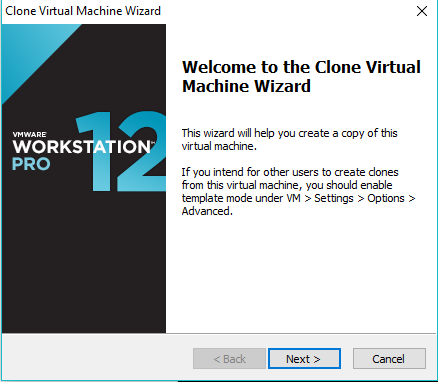 Clone Virtual Machine Wizard
VMWARE
WORKSTATION
PRO
12
Welcome to the Clone Virtual
Machine Wizard
This wizard will help you create a copy of this
virtual machine.
If you intend for other users to create clones
from this virtual machine, you should enable
template mode under VM > Settings > Options >
Advanced.
< Back
Next >
Cancel